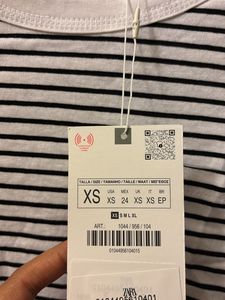 TALLA / SIZE / TAMANHO / TAILLE / MAAT / ΜΕΓΕΘΟΣ
XS
USA MEX UK IT BR
XS 24 XS XS EP
XS S M L XL
ART.: 1044 / 956 / 104
01044956104015
ZARA